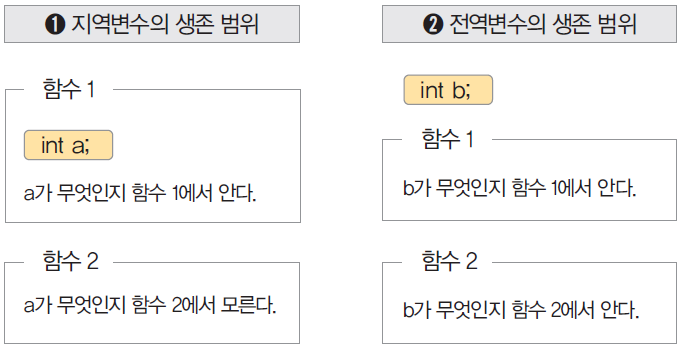 ❶ 지역변수의 생존 범위
함수 1
int a;
a가 무엇인지 함수 1에서 안다.
함수 2
a가 무엇인지 함수 2에서 모른다.
❷ 전역변수의 생존 범위
int b;
함수 1
b가 무엇인지 함수 1에서 안다.
함수 2
b가 무엇인지 함수 2에서 안다.